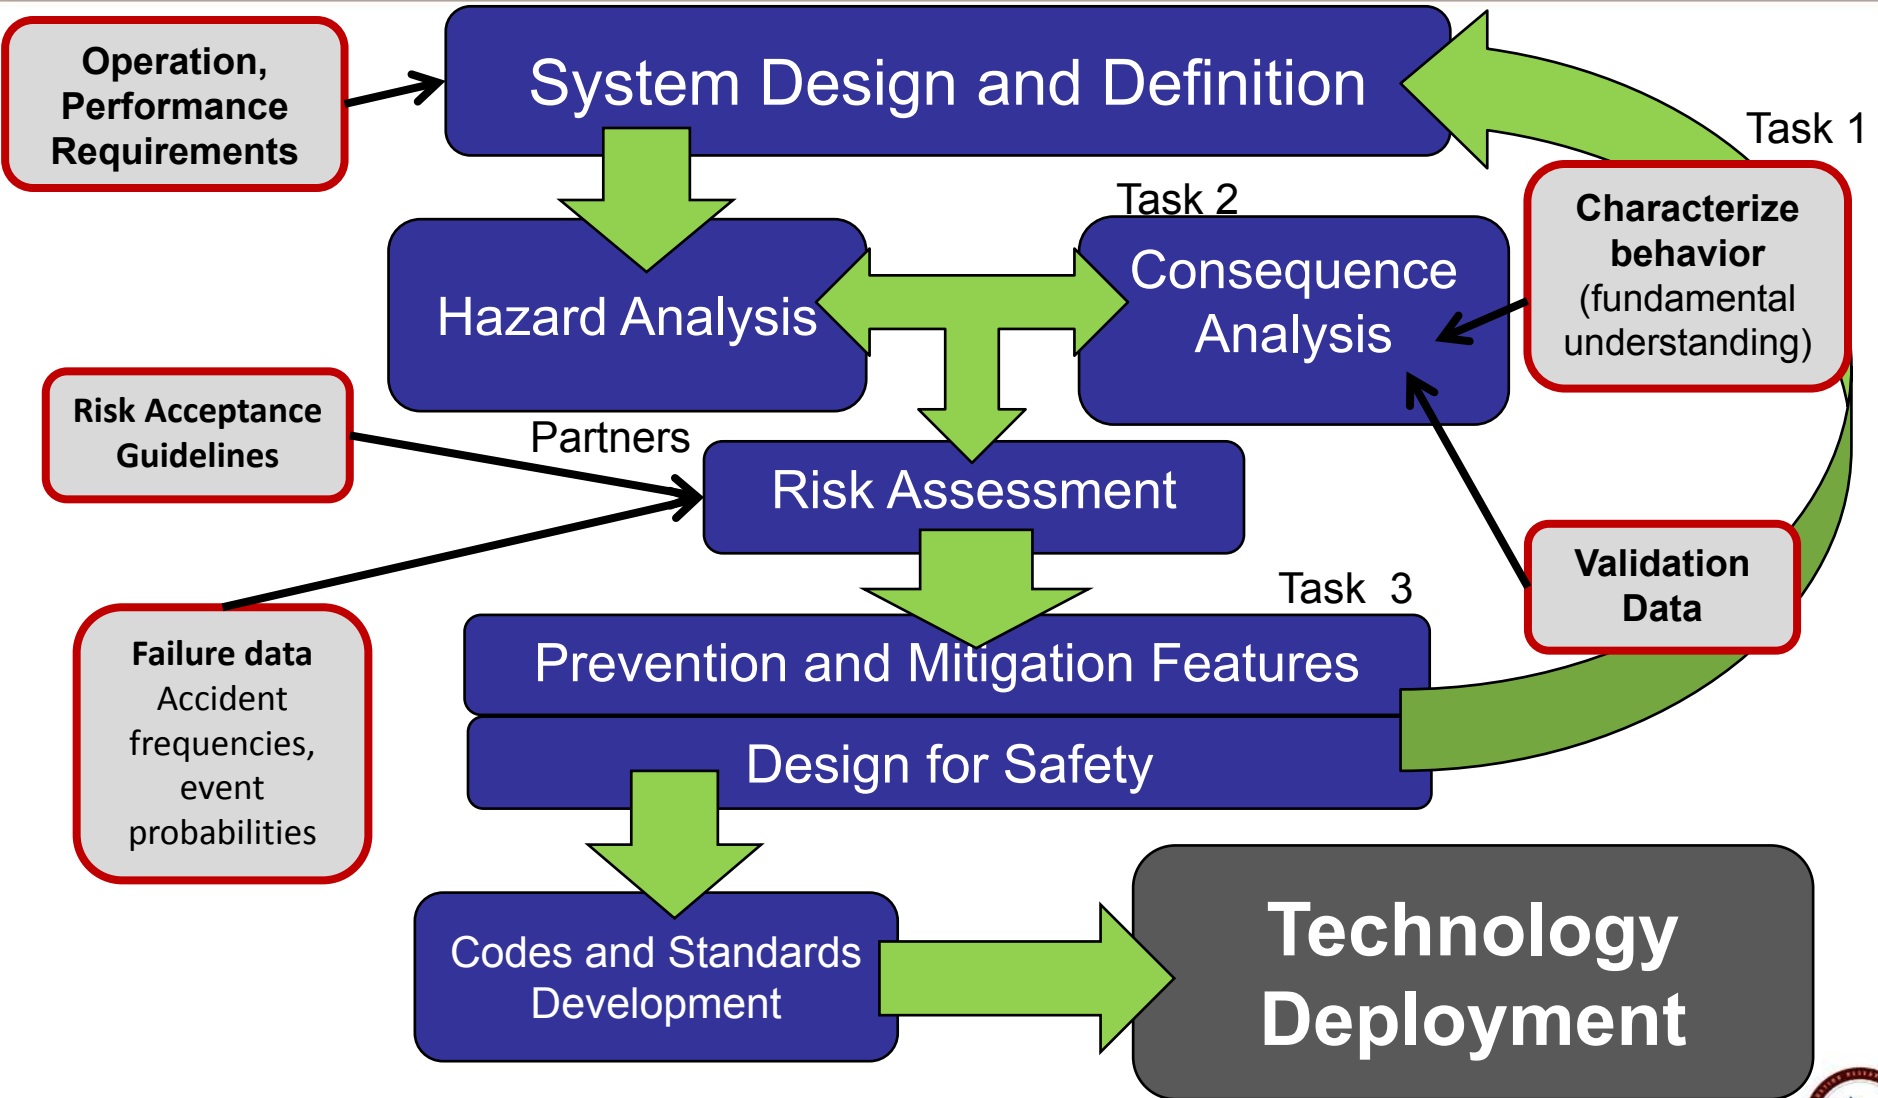 Operation,
Performance
Requirements
System Design and Definition
Task 1
Task 2
Characterize
behavior
(fundamental
understanding)
Hazard Analysis
Consequence
Analysis
Risk Acceptance
Guidelines
Partners
Risk Assessment
Validation
Data
Task 3
Failure data
Accident
frequencies,
event
probabilities
Prevention and Mitigation Features
Design for Safety
Codes and Standards
Development
Technology
Deployment